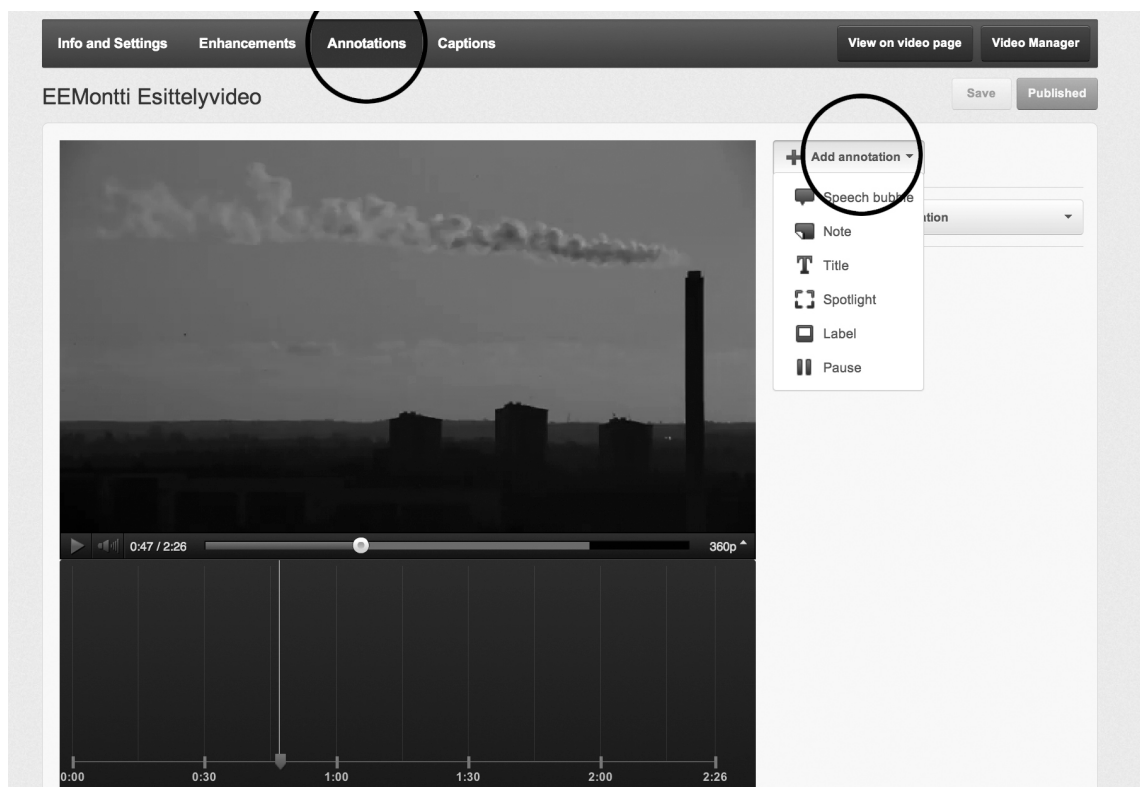 Info and Settings Enhancements Annotations Captions View on video page Video Manager
EEMontti Esittelyvideo Save Published
Add annotation
Speech bubble
Note
Title
Spotlight
Label
Pause
0:47 / 2:26 360p
0:00 0:30 1:00 1:30 2:00 2:26